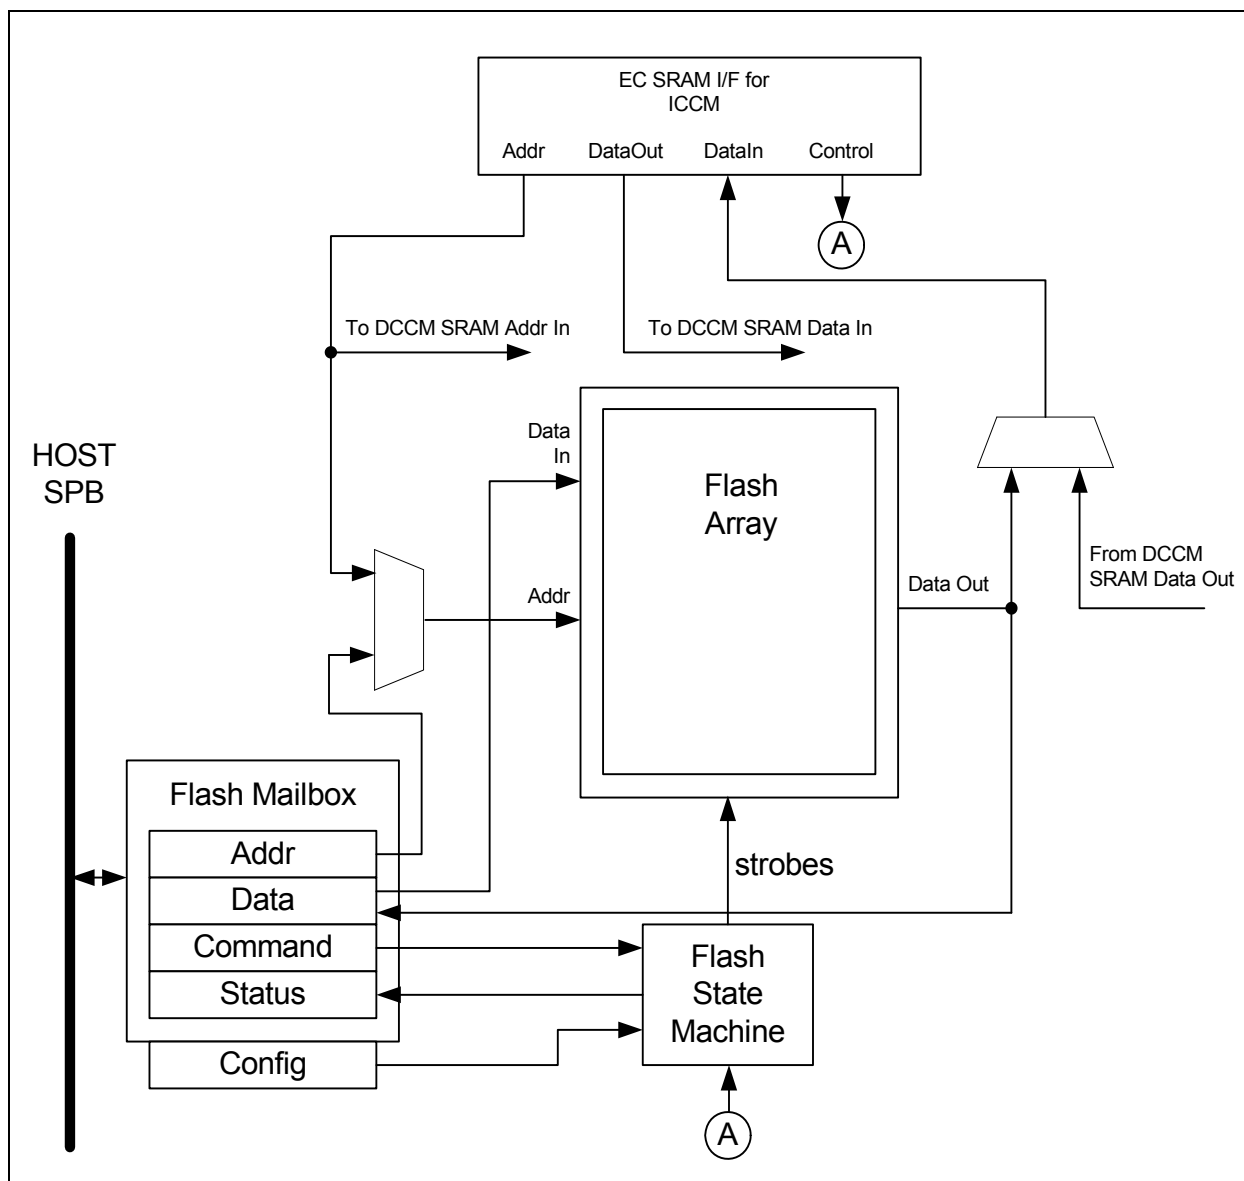 EC SRAM I/F for
ICCM
Addr DataOut DataIn Control
A
To DCCM SRAM Addr In
To DCCM SRAM Data In
HOST
SPB
Data
In
Flash
Array
Addr
Data Out
From DCCM
SRAM Data Out
Flash Mailbox
Addr
Data
Command
Status
Config
strobes
Flash
State
Machine
A